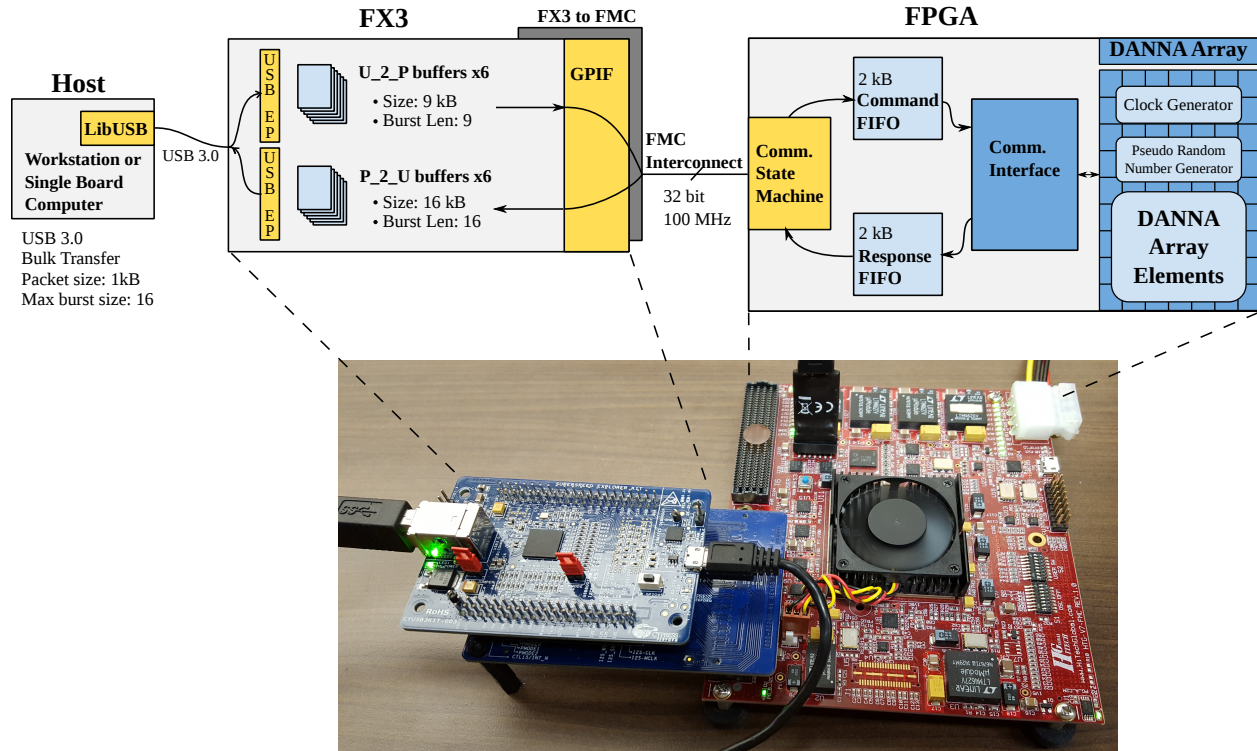 FX3
FX3 to FMC
FPGA
Host
LibUSB
Workstation or
Single Board
Computer
USB 3.0
Bulk Transfer
Packet size: 1kB
Max burst size: 16
USB 3.0
USB EP
USB EP
U_2_P buffers x6
• Size: 9 kB
• Burst Len: 9
P_2_U buffers x6
• Size: 16 kB
• Burst Len: 16
GPIF
FMC
Interconnect
32 bit
100 MHz
Comm.
State
Machine
2 kB
Command
FIFO
2 kB
Response
FIFO
Comm.
Interface
DANNA Array
Clock Generator
Pseudo Random
Number Generator
DANNA
Array
Elements
SUPERSPEED EXPLORER KIT
RoHS
CE
LINEAR
µModule